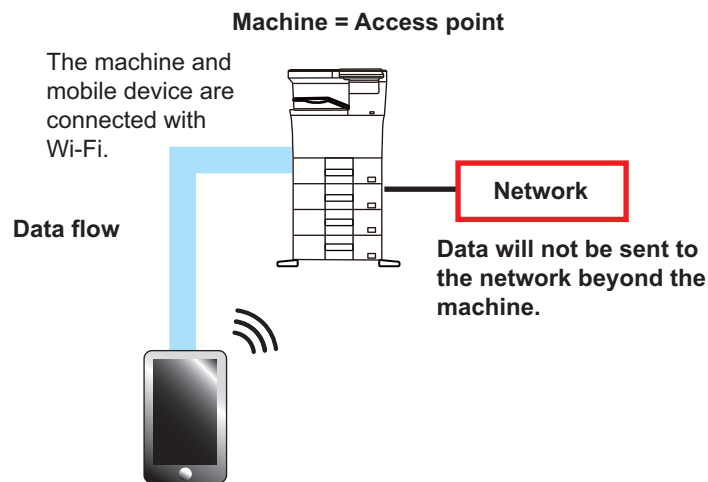 Machine = Access point
The machine and
mobile device are
connected with
Wi-Fi.
Network
Data flow
Data will not be sent to
the network beyond the
machine.